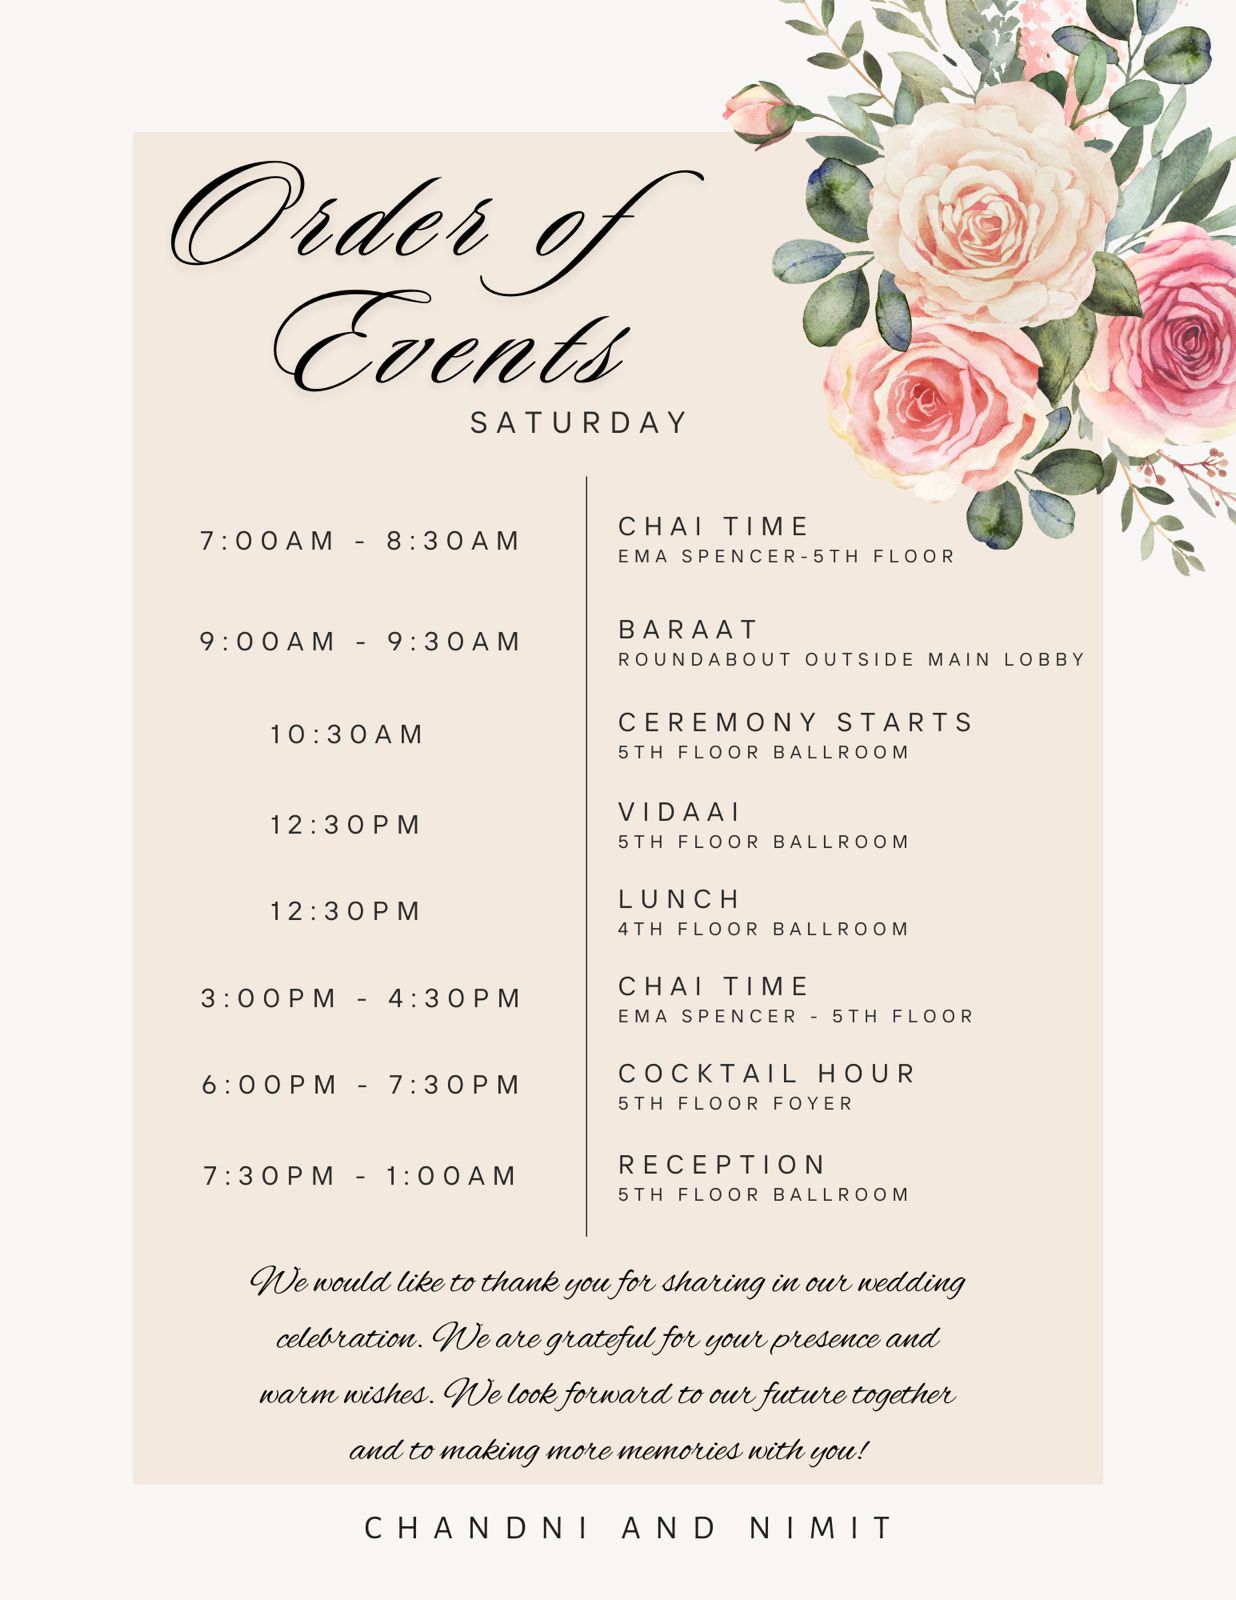 Order of
Events
SATURDAY
7:00AM - 8:30AM
CHAI TIME
EMA SPENCER-5TH FLOOR
9:00AM - 9:30AM
BARAAT
ROUNDABOUT OUTSIDE MAIN LOBBY
10:30AM
CEREMONY STARTS
5TH FLOOR BALLROOM
12:30PM
VIDAAI
5TH FLOOR BALLROOM
12:30PM
LUNCH
4TH FLOOR BALLROOM
3:00PM - 4:30PM
CHAI TIME
EMA SPENCER - 5TH FLOOR
6:00PM - 7:30PM
COCKTAIL HOUR
5TH FLOOR FOYER
7:30PM - 1:00AM
RECEPTION
5TH FLOOR BALLROOM
We would like to thank you for sharing in our wedding
celebration. We are grateful for your presence and
warm wishes. We look forward to our future together
and to making more memories with you!
CHANDNI AND NIMIT